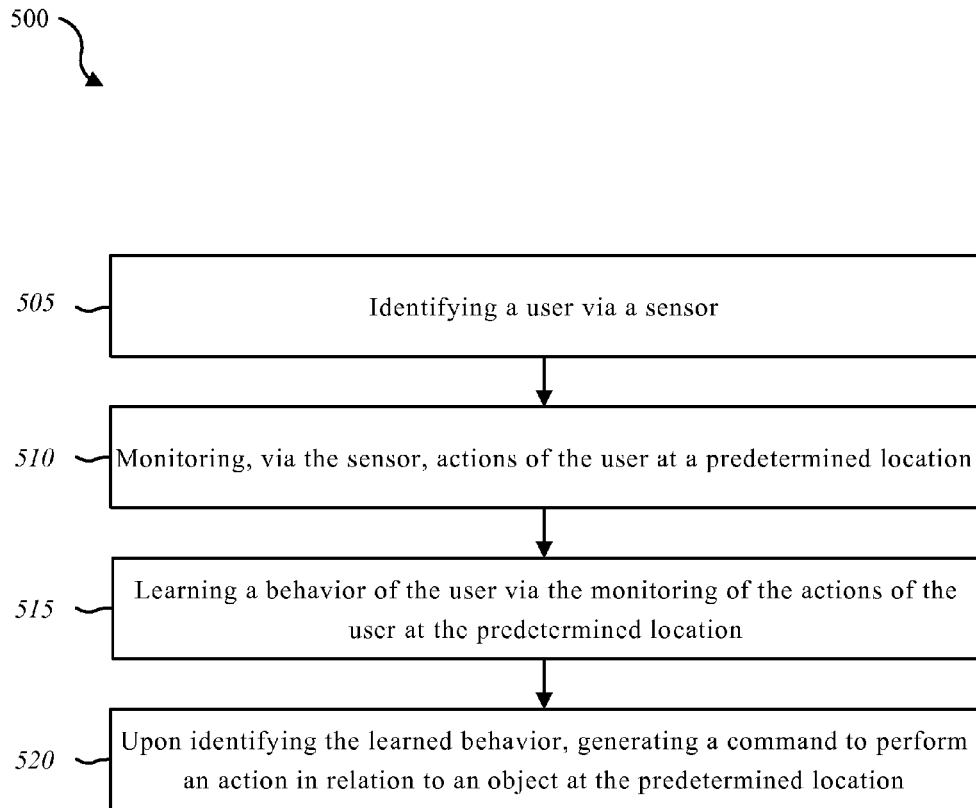 500
505
Identifying a user via a sensor
510
Monitoring, via the sensor, actions of the user at a predetermined location
515
Learning a behavior of the user via the monitoring of the actions of the
user at the predetermined location
520
Upon identifying the learned behavior, generating a command to perform
an action in relation to an object at the predetermined location